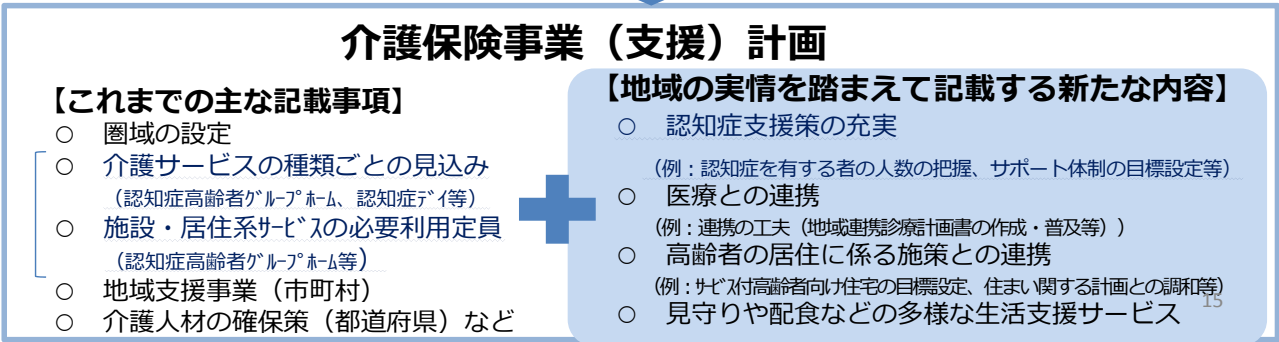 介護保険事業（支援）計画
【これまでの主な記載事項】
○ 圏域の設定
○ 介護サービスの種類ごとの見込み
（認知症高齢者ｸﾞﾙｰﾌﾟﾎｰﾑ、認知症ﾃﾞｲ等）
○ 施設・居住系ｻｰﾋﾞｽの必要利用定員
（認知症高齢者ｸﾞﾙｰﾌﾟﾎｰﾑ等）
○ 地域支援事業（市町村）
○ 介護人材の確保策（都道府県）など
【地域の実情を踏まえて記載する新たな内容】
○ 認知症支援策の充実
（例：認知症を有する者の人数の把握、サポート体制の目標設定等）
○ 医療との連携
（例：連携の工夫（地域連携診療計画書の作成・普及等））
○ 高齢者の居住に係る施策との連携
（例：ｻｰﾋﾞｽ付高齢者向け住宅の目標設定、住まい関する計画との調和等）
○ 見守りや配食などの多様な生活支援サービス
15